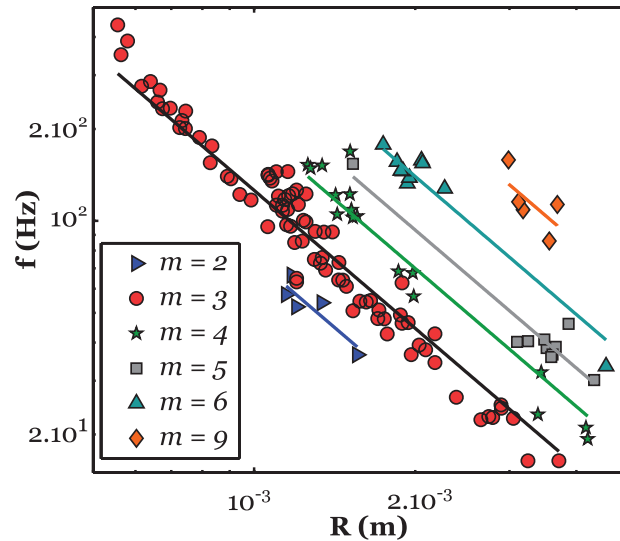 f (Hz)
2.10²
10²
2.10¹
m = 2
m = 3
m = 4
m = 5
m = 6
m = 9
10⁻³
2.10⁻³
R (m)